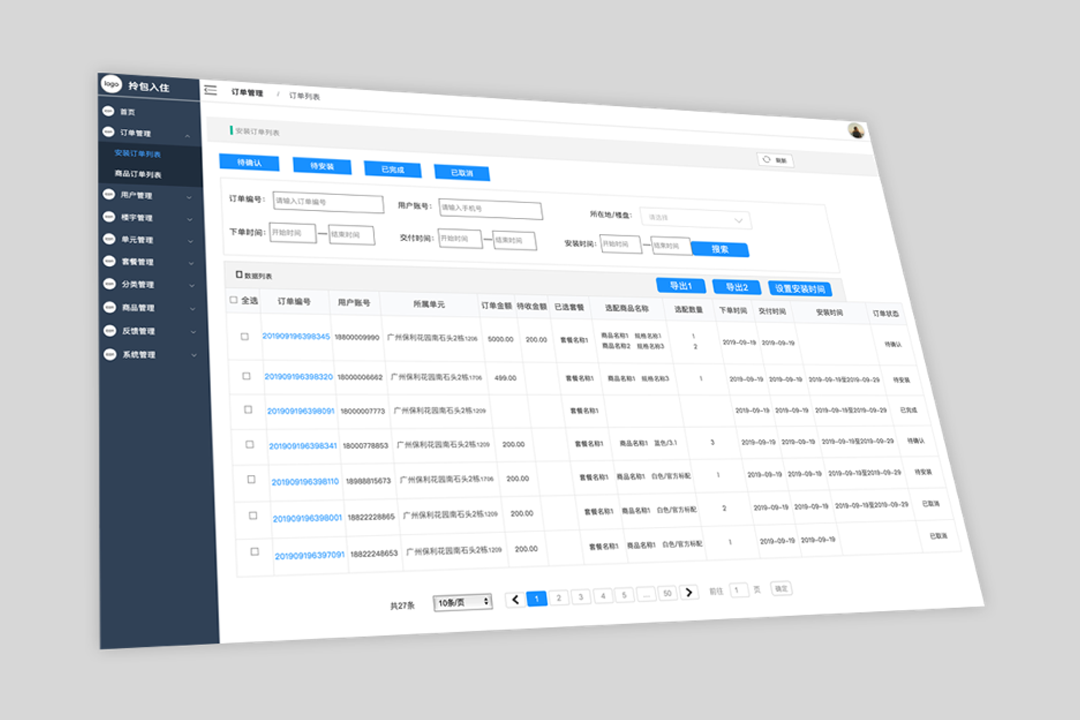 logo 拎包入住
首页
订单管理
安装订单列表
商品订单列表
用户管理
楼宇管理
单元管理
套餐管理
分类管理
商品管理
反馈管理
系统管理
订单管理 / 订单列表
安装订单列表 刷新
待确认 待安装 已完成 已取消
订单编号: 请输入订单编号 用户账号: 请输入手机号 所在地/楼盘: 请选择
下单时间: 开始时间 — 结束时间 交付时间: 开始时间 — 结束时间 安装时间: 开始时间 — 结束时间 搜索
数据列表 导出1 导出2 设置安装时间
全选 订单编号 用户账号 所属单元 订单金额 待收金额 已选套餐 选配商品名称 选配数量 下单时间 交付时间 安装时间 订单状态
201909196398345 18800009990 广州保利花园南石头2栋1206 5000.00 200.00 套餐名称1 商品名称1 规格名称1 1 2019-09-19 2019-09-19 待确认
商品名称2 规格名称3 2
201909196398320 18000006662 广州保利花园南石头2栋1706 499.00 套餐名称1 商品名称1 规格名称3 1 2019-09-19 2019-09-19 2019-09-19至2019-09-29 待安装
201909196398091 18000007773 广州保利花园南石头2栋1209 套餐名称1 2019-09-19 2019-09-19 2019-09-19至2019-09-29 已完成
201909196398341 18000778853 广州保利花园南石头2栋1209 200.00 套餐名称1 商品名称1 蓝色/3.1 3 2019-09-19 2019-09-19 2019-09-19至2019-09-29 待确认
201909196398110 18988815673 广州保利花园南石头2栋1706 200.00 套餐名称1 商品名称1 白色/官方标配 1 2019-09-19 2019-09-19 2019-09-19至2019-09-29 待安装
201909196398001 18822228865 广州保利花园南石头2栋1209 200.00 套餐名称1 商品名称1 白色/官方标配 2 2019-09-19 2019-09-19 2019-09-19至2019-09-29 已取消
201909196397091 18822248653 广州保利花园南石头2栋1209 200.00 套餐名称1 商品名称1 白色/官方标配 1 2019-09-19 2019-09-19 已取消
共27条 10条/页 1 2 3 4 5 ... 50 前往 1 页 确定